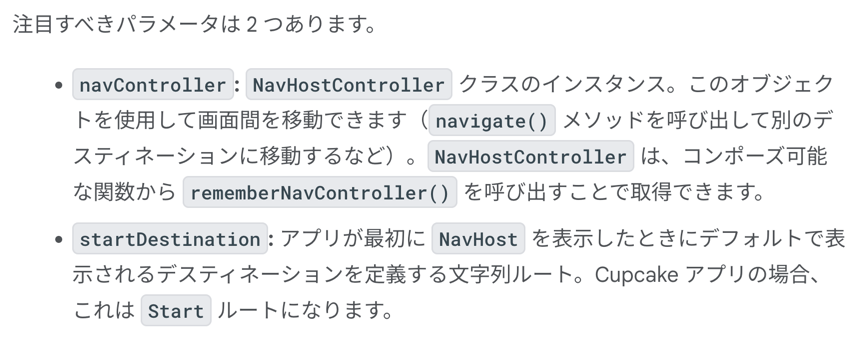 注目すべきパラメータは 2 つあります。
• navController: NavHostController クラスのインスタンス。このオブジェク
トを使用して画面間を移動できます（navigate() メソッドを呼び出して別のデ
スティネーションに移動するなど）。NavHostController は、コンポーズ可能
な関数から rememberNavController() を呼び出すことで取得できます。
• startDestination: アプリが最初に NavHost を表示したときにデフォルトで表
示されるデスティネーションを定義する文字列ルート。Cupcake アプリの場合、
これは Start ルートになります。